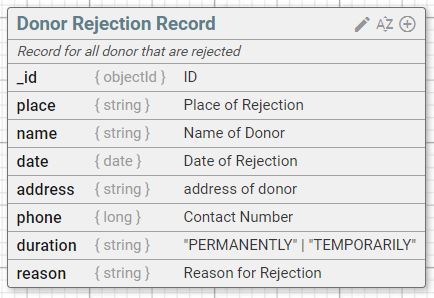 Donor Rejection Record AZ
Record for all donor that are rejected
_id { objectId } ID
place { string } Place of Rejection
name { string } Name of Donor
date { date } Date of Rejection
address { string } address of donor
phone { long } Contact Number
duration { string } "PERMANENTLY" | "TEMPORARILY"
reason { string } Reason for Rejection